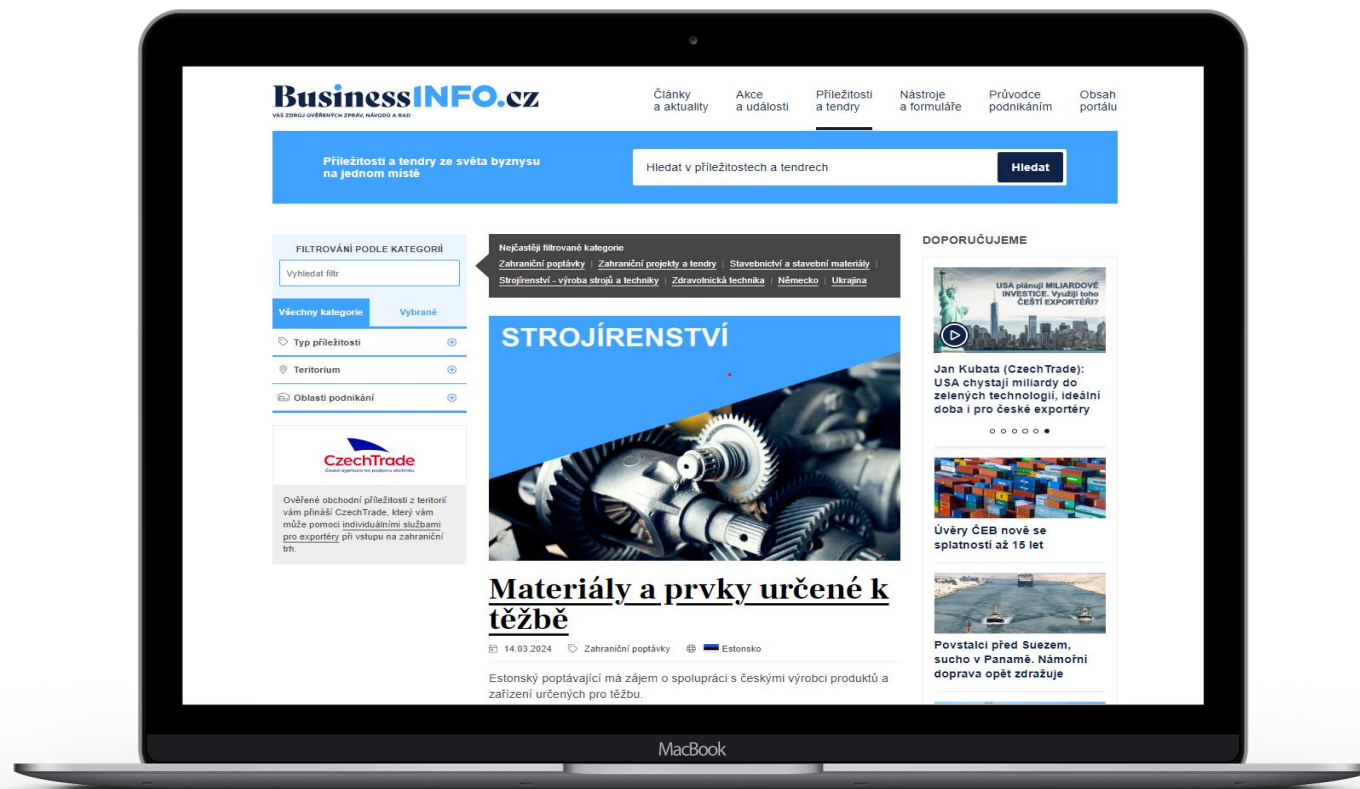 BusinessINFO.cz
VÁŠ ZDROJ OVĚŘENÝCH ZPRÁV, NÁVODŮ A RAD
Články
a aktuality
Akce
a události
Příležitosti
a tendry
Nástroje
a formuláře
Průvodce
podnikáním
Obsah
portálu
Příležitosti a tendry ze světa byznysu
na jednom místě
Hledat v příležitostech a tendrech
Hledat
FILTROVÁNÍ PODLE KATEGORIÍ
Vyhledat filtr
Všechny kategorie
Vybrané
Typ příležitosti
Teritorium
Oblasti podnikání
CzechTrade
Česká agentura na podporu obchodu
Ověřené obchodní příležitosti z teritorií
vám přináší CzechTrade, který vám
může pomoci individuálními službami
pro exportéry při vstupu na zahraniční
trh.
Nejčastěji filtrované kategorie
Zahraniční poptávky | Zahraniční projekty a tendry | Stavebnictví a stavební materiály |
Strojírenství - výroba strojů a techniky | Zdravotnická technika | Německo | Ukrajina
STROJÍRENSTVÍ
Materiály a prvky určené k
těžbě
14.03.2024 Zahraniční poptávky Estonsko
Estonský poptávající má zájem o spolupráci s českými výrobci produktů a
zařízení určených pro těžbu.
DOPORUČUJEME
USA plánují MILIARDOVÉ
INVESTICE. Využijí toho
ČEŠTÍ EXPORTÉŘI?
Jan Kubata (CzechTrade):
USA chystají miliardy do
zelených technologií, ideální
doba i pro české exportéry
Úvěry ČEB nově se
splatností až 15 let
Povstalci před Suezem,
sucho v Panamě. Námořní
doprava opět zdražuje
MacBook